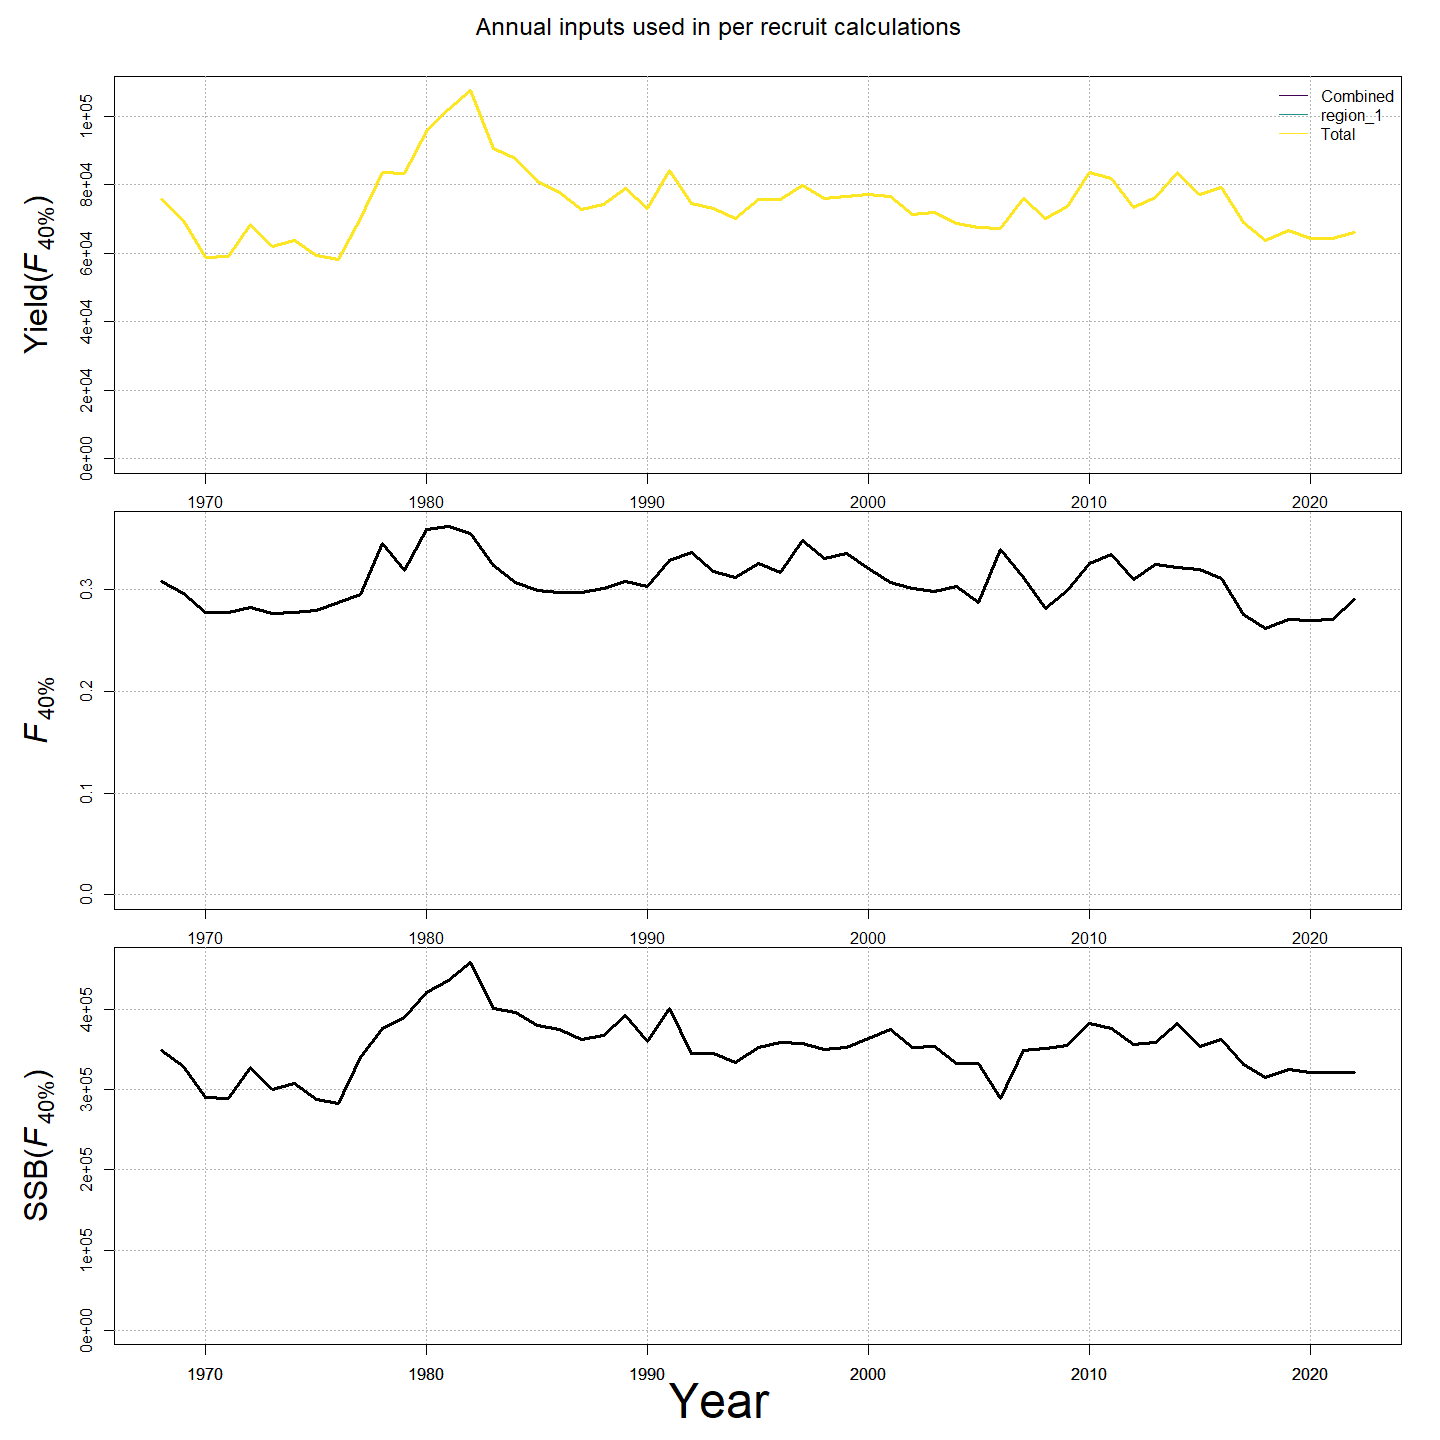 Annual inputs used in per recruit calculations
Yield(F 40%)
1e+05
8e+04
6e+04
4e+04
2e+04
0e+00
Combined
region_1
Total
1970 1980 1990 2000 2010 2020
F 40%
0.3
0.2
0.1
0.0
1970 1980 1990 2000 2010 2020
SSB(F 40%)
4e+05
3e+05
2e+05
1e+05
0e+00
1970 1980 1990 2000 2010 2020
Year